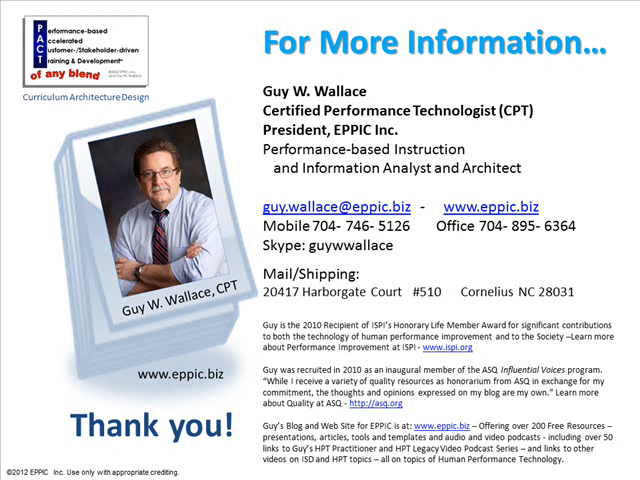 Performance-based
Accelerated
Customer-/Stakeholder-driven
Training & Development℠
of any blend
Curriculum Architecture Design
For More Information…
Guy W. Wallace
Certified Performance Technologist (CPT)
President, EPPIC Inc.
Performance-based Instruction
and Information Analyst and Architect
guy.wallace@eppic.biz - www.eppic.biz
Mobile 704- 746- 5126 Office 704- 895- 6364
Skype: guywwallace
Mail/Shipping:
20417 Harborgate Court #510 Cornelius NC 28031
Guy W. Wallace, CPT
www.eppic.biz
Thank you!
Guy is the 2010 Recipient of ISPI's Honorary Life Member Award for significant contributions
to both the technology of human performance improvement and to the Society –Learn more
about Performance Improvement at ISPI - www.ispi.org
Guy was recruited in 2010 as an inaugural member of the ASQ Influential Voices program.
“While I receive a variety of quality resources as honorarium from ASQ in exchange for my
commitment, the thoughts and opinions expressed on my blog are my own.” Learn more
about Quality at ASQ - http://asq.org
Guy's Blog and Web Site for EPPIC is at: www.eppic.biz – Offering over 200 Free Resources –
presentations, articles, tools and templates and audio and video podcasts - including over 50
links to Guy's HPT Practitioner and HPT Legacy Video Podcast Series – and links to other
videos on ISD and HPT topics – all on topics of Human Performance Technology.
©2012 EPPIC Inc. Use only with appropriate crediting.